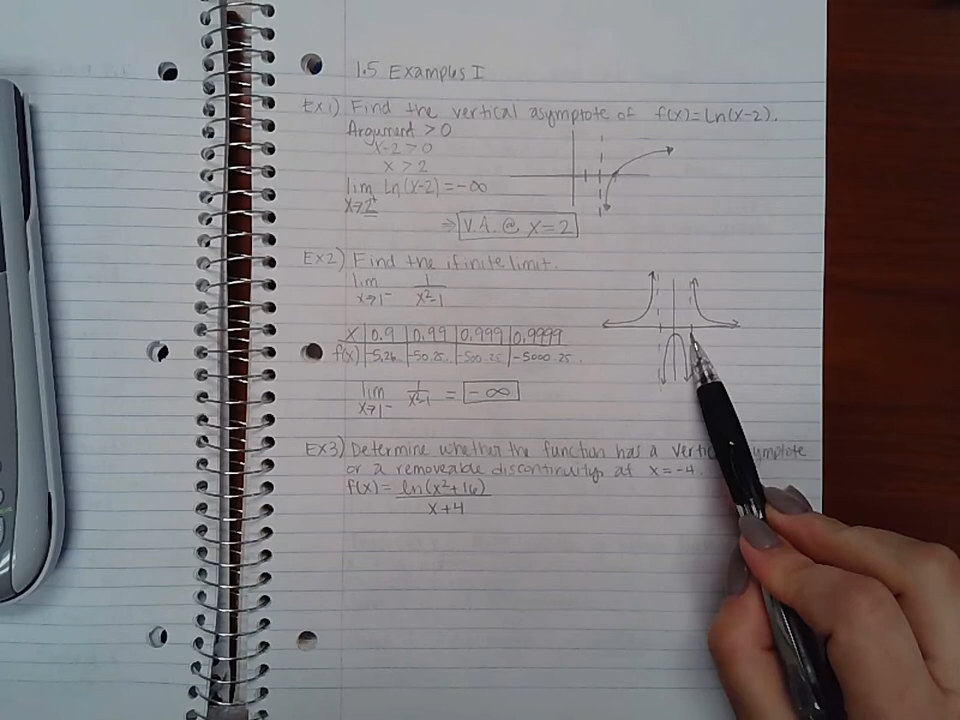 1.5 Examples I
Ex1) Find the vertical asymptote of f(x)=Ln(x-2).
Argument > 0
x-2>0
x>2
lim ln(x-2) = -∞
x→2⁺
⇒ V.A. @ x=2
Ex2) Find the ifinite limit.
lim 1/(x²-1)
x→1⁻
x 0.9 0.99 0.999 0.9999
f(x) -5.26.. -50.25.. -500.25.. -5000.25..
lim 1/(x²-1) = -∞
x→1⁻
Ex3) Determine whether the function has a asymptote
or a removeable discontinuity at x=-4.
f(x) = ln(x²+16)
x+4